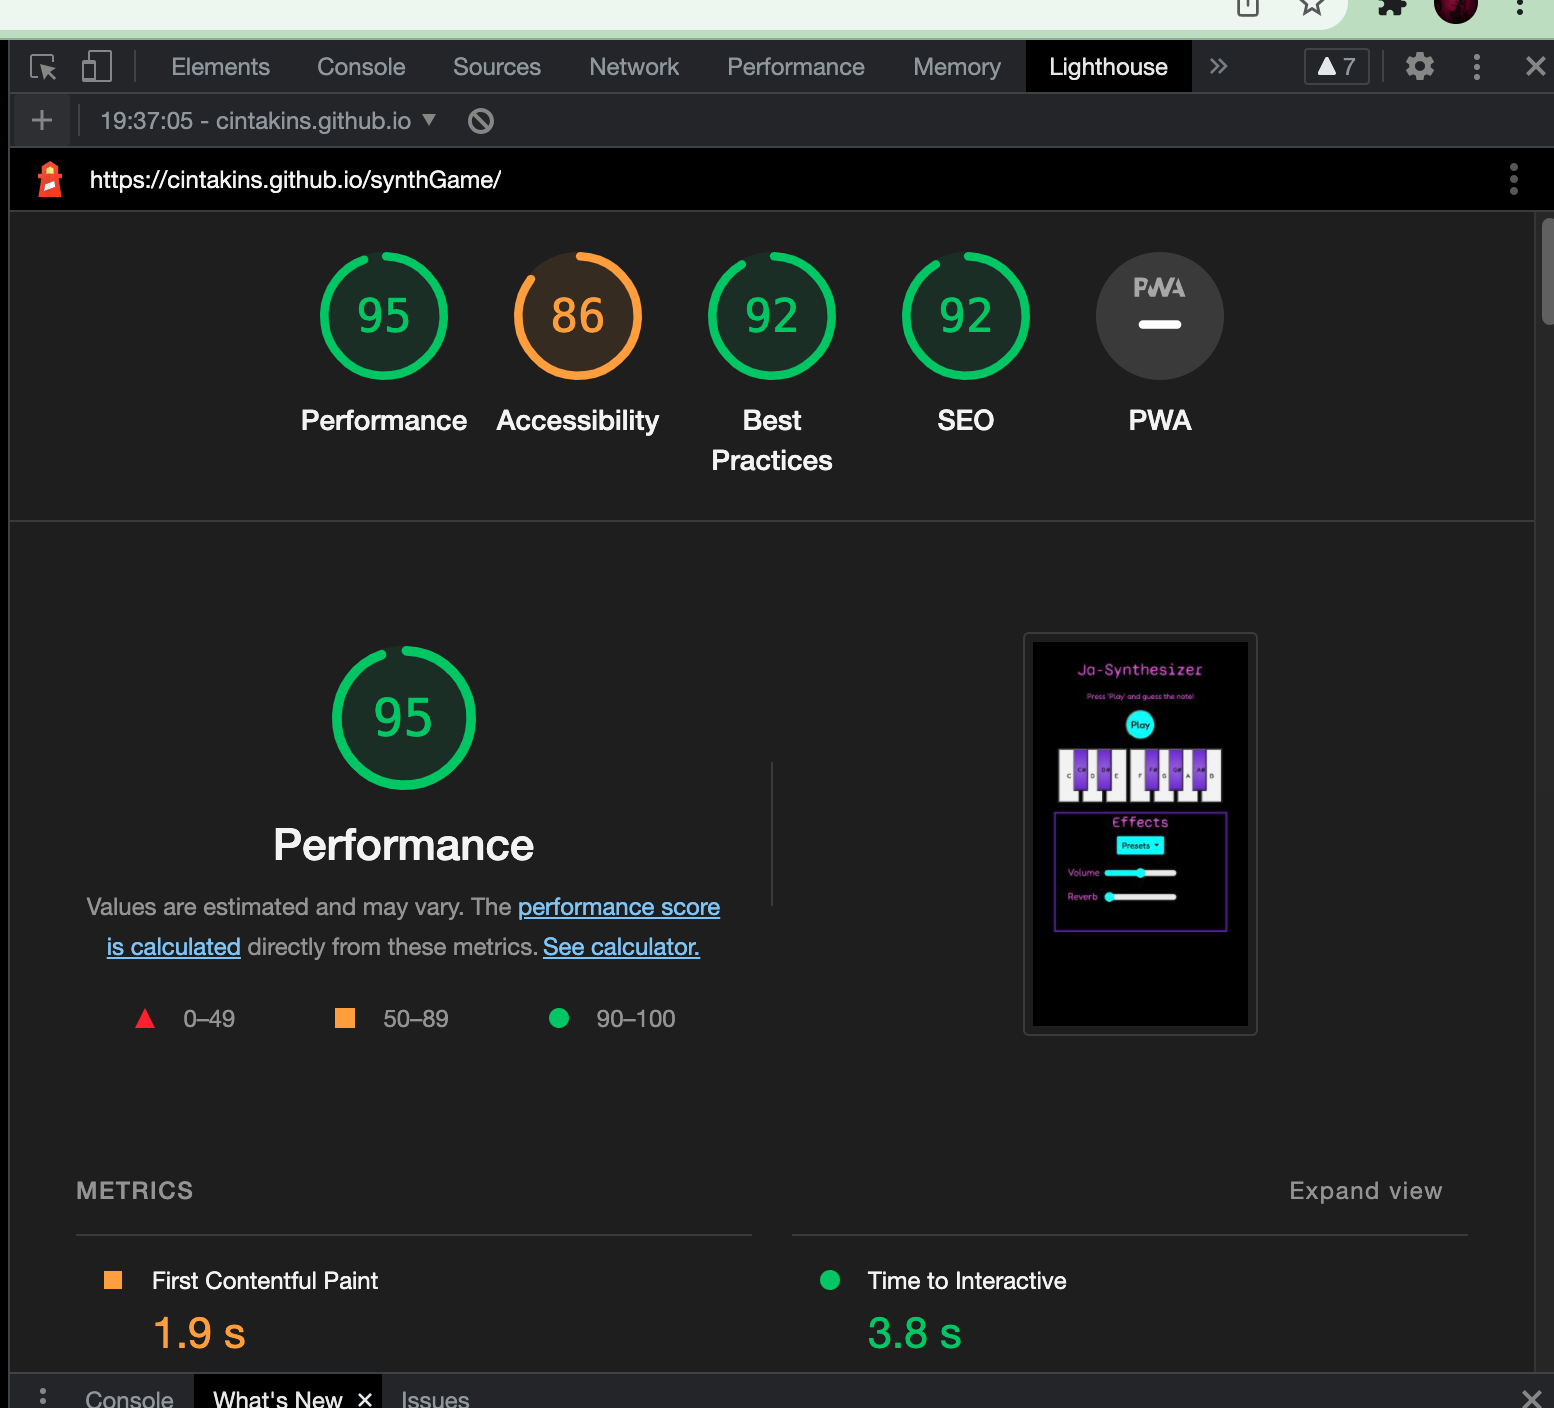 Elements Console Sources Network Performance Memory Lighthouse » 7
19:37:05 - cintakins.github.io
https://cintakins.github.io/synthGame/
95 86 92 92 PWA
Performance Accessibility Best Practices SEO PWA
95
Performance
Values are estimated and may vary. The performance score
is calculated directly from these metrics. See calculator.
0–49 50–89 90–100
Ja-Synthesizer
Press 'Play' and guess the note!
Play
C# D# F# G# A#
C D E F G A B
Effects
Presets
Volume
Reverb
METRICS Expand view
First Contentful Paint
1.9 s
Time to Interactive
3.8 s
Console What's New × Issues